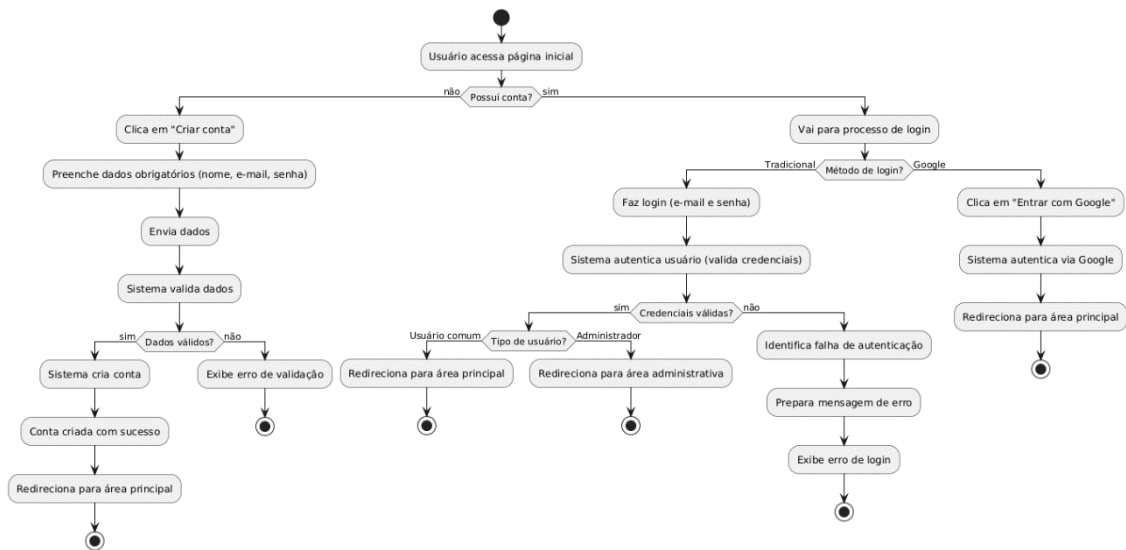 Usuário acessa página inicial
não
Possui conta?
sim
Clica em "Criar conta"
Preenche dados obrigatórios (nome, e-mail, senha)
Envia dados
Sistema valida dados
sim
Dados válidos?
não
Sistema cria conta
Conta criada com sucesso
Redireciona para área principal
Exibe erro de validação
Vai para processo de login
Tradicional
Método de login?
Google
Faz login (e-mail e senha)
Sistema autentica usuário (valida credenciais)
sim
Credenciais válidas?
não
Usuário comum
Tipo de usuário?
Administrador
Redireciona para área principal
Redireciona para área administrativa
Identifica falha de autenticação
Prepara mensagem de erro
Exibe erro de login
Clica em "Entrar com Google"
Sistema autentica via Google
Redireciona para área principal